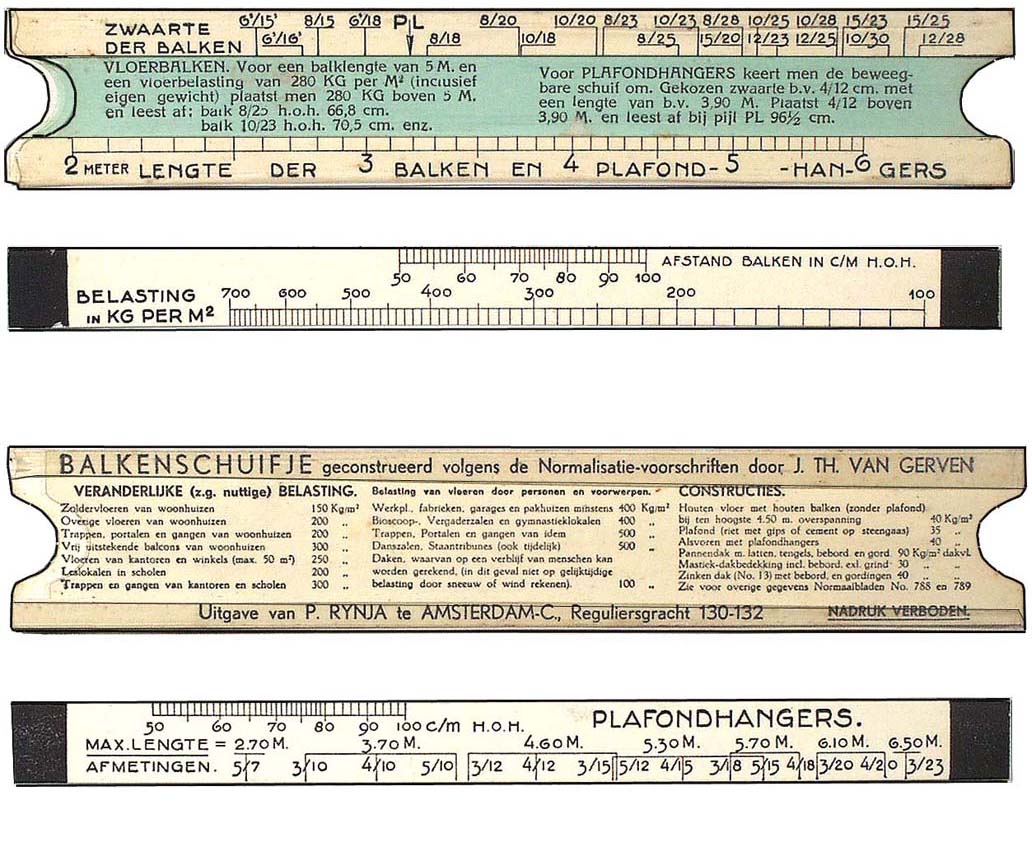 ZWAARTE
DER BALKEN
6'/15' 8/15 6'/18 PL 8/20 10/20 8/23 10/23 8/28 10/25 10/28 15/23 15/25
6'/16' 8/18 10/18 8/25 15/20 12/23 12/25 10/30 12/28
VLOERBALKEN. Voor een balklengte van 5 M. en
een vloerbelasting van 280 KG per M² (inclusief
eigen gewicht) plaatst men 280 KG boven 5 M.
en leest af: balk 8/25 h.o.h. 66,8 cm.
balk 10/23 h.o.h. 70,5 cm. enz.
Voor PLAFONDHANGERS keert men de beweeg-
bare schuif om. Gekozen zwaarte b.v. 4/12 cm. met
een lengte van b.v. 3,90 M. Plaatst 4/12 boven
3,90 M. en leest af bij pijl PL 96½ cm.
2 METER LENGTE DER 3 BALKEN EN 4 PLAFOND- 5 -HAN- 6 GERS
50 60 70 80 90 100 AFSTAND BALKEN IN C/M H.O.H.
BELASTING
IN KG PER M²
700 600 500 400 300 200 100
BALKENSCHUIFJE geconstrueerd volgens de Normalisatie-voorschriften door J. TH. VAN GERVEN
VERANDERLIJKE (z.g. nuttige) BELASTING.
Zoldervloeren van woonhuizen 150 Kg/m²
Overige vloeren van woonhuizen 200 „
Trappen, portalen en gangen van woonhuizen 200 „
Vrij uitstekende balcons van woonhuizen 300 „
Vloeren van kantoren en winkels (max. 50 m²) 250 „
Leslokalen in scholen 200 „
Trappen en gangen van kantoren en scholen 300 „
Belasting van vloeren door personen en voorwerpen.
Werkpl., fabrieken, garages en pakhuizen minstens 400 Kg/m²
Bioscoop-, Vergaderzalen en gymnastieklokalen 400 „
Trappen, Portalen en gangen van idem 500 „
Danszalen, Staantribunes (ook tijdelijk) 500 „
Daken, waarvan op een verblijf van menschen kan
worden gerekend, (in dit geval niet op gelijktijdige
belasting door sneeuw of wind rekenen). 100 „
CONSTRUCTIES.
Houten vloer met houten balken (zonder plafond)
bij ten hoogste 4.50 m. overspanning 40 Kg/m²
Plafond (riet met gips of cement op steengaas) 35 „
Alsvoren met plafondhangers 40 „
Pannendak m. latten, tengels, bebord. en gord. 90 Kg/m² dakvl.
Mastiek-dakbedekking incl. bebord. exl. grind 30 „ „
Zinken dak (No. 13) met bebord, en gordingen 40 „ „
Zie voor overige gegevens Normaalbladen No. 788 en 789
Uitgave van P. RYNJA te AMSTERDAM-C., Reguliersgracht 130-132 NADRUK VERBODEN.
50 60 70 80 90 100 C/M H.O.H. PLAFONDHANGERS.
MAX. LENGTE = 2.70 M. 3.70 M. 4.60 M. 5.30 M. 5.70 M. 6.10 M. 6.50 M.
AFMETINGEN. 5/7 3/10 4/10 5/10 3/12 4/12 3/15 5/12 4/15 3/18 5/15 4/18 3/20 4/20 3/23